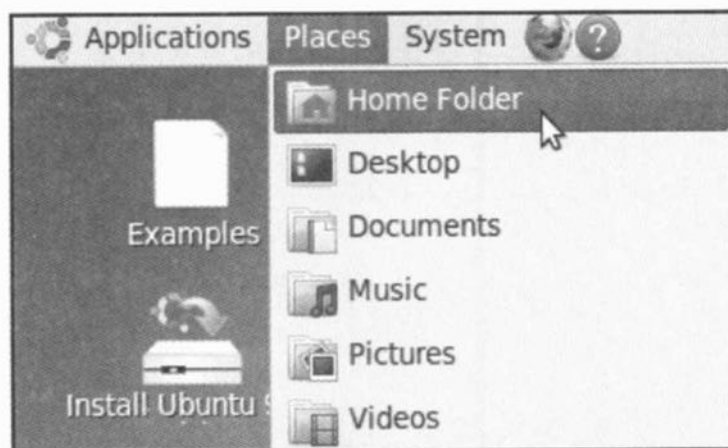 Applications Places System ?
Home Folder
Desktop
Examples
Documents
Music
Pictures
Install Ubuntu
Videos